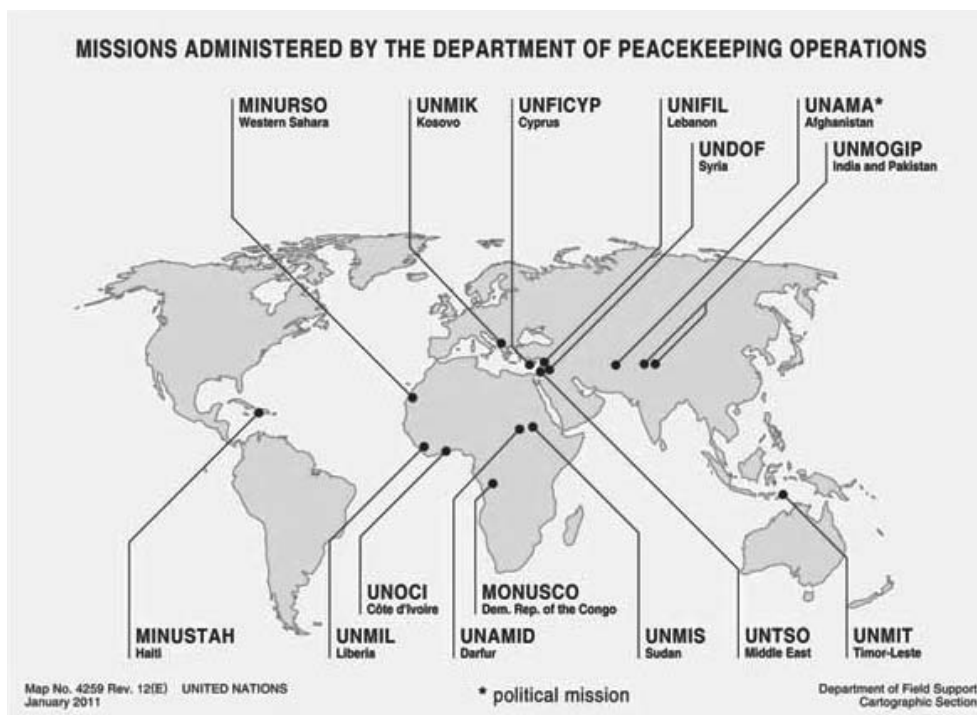 MISSIONS ADMINISTERED BY THE DEPARTMENT OF PEACEKEEPING OPERATIONS
MINURSO
Western Sahara
UNMIK
Kosovo
UNFICYP
Cyprus
UNIFIL
Lebanon
UNAMA*
Afghanistan
UNDOF
Syria
UNMOGIP
India and Pakistan
UNOCI
Côte d'Ivoire
MONUSCO
Dem. Rep. of the Congo
MINUSTAH
Haiti
UNMIL
Liberia
UNAMID
Darfur
UNMIS
Sudan
UNTSO
Middle East
UNMIT
Timor-Leste
Map No. 4259 Rev. 12(E) UNITED NATIONS
January 2011
* political mission
Department of Field Support
Cartographic Section